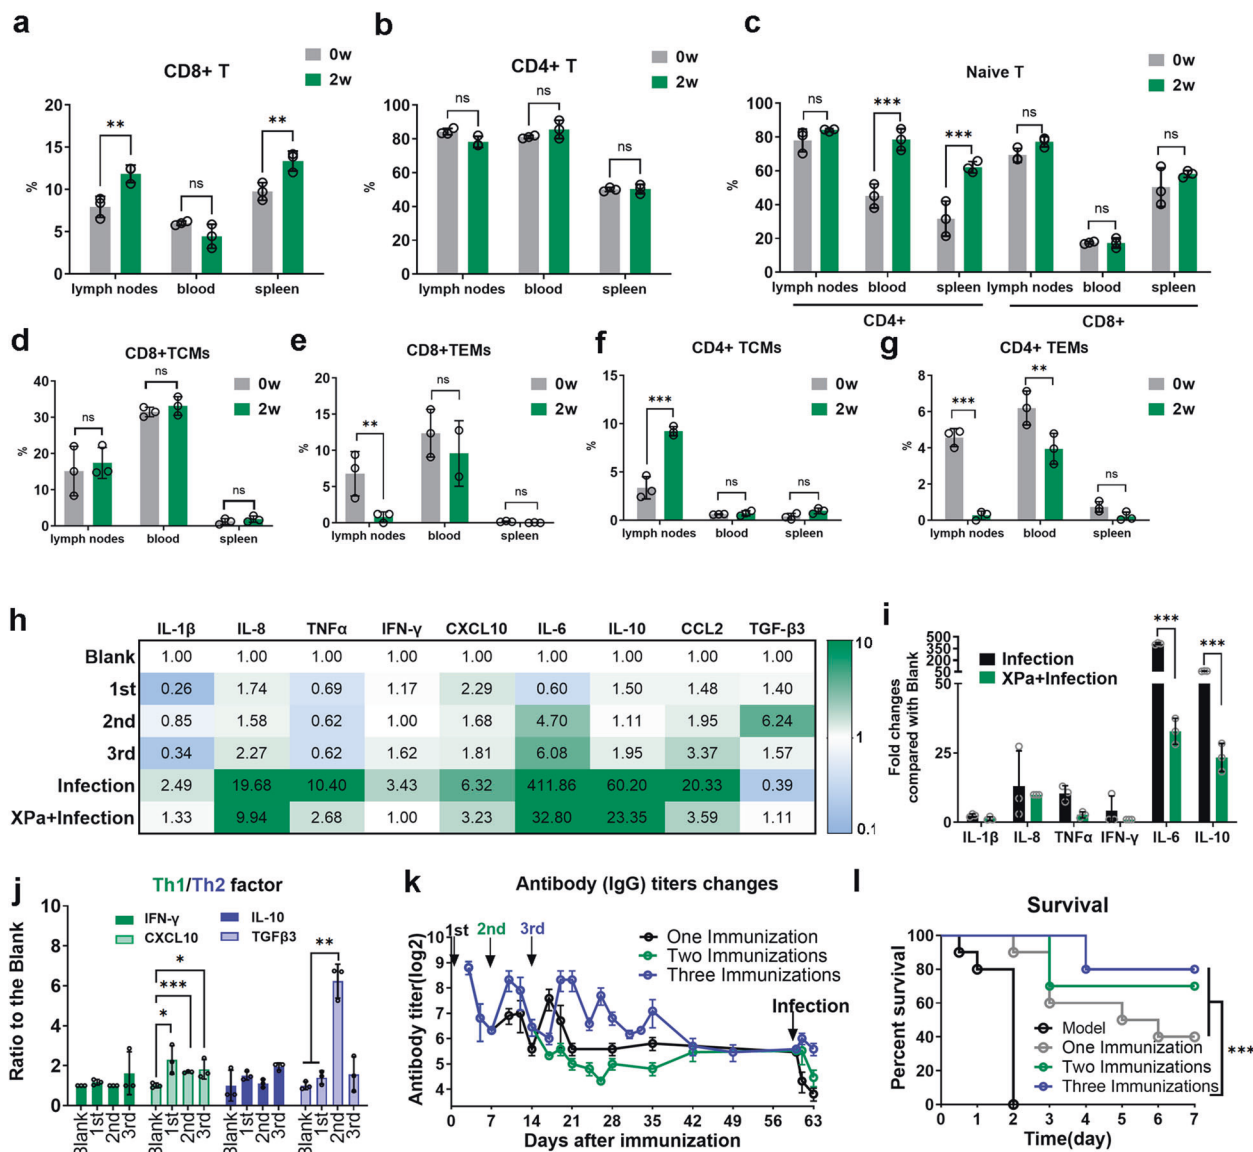 a
CD8+ T
0w
2w
20
15
10
5
0
%
**
ns
**
lymph nodes
blood
spleen
b
CD4+ T
0w
2w
100
80
60
40
20
0
%
ns
ns
ns
lymph nodes
blood
spleen
c
Naive T
0w
2w
100
80
60
40
20
0
%
ns
***
***
ns
ns
ns
lymph nodes
blood
spleen
lymph nodes
blood
spleen
CD4+
CD8+
d
CD8+TCMs
0w
2w
40
30
20
10
0
%
ns
ns
ns
lymph nodes
blood
spleen
e
CD8+TEMs
0w
2w
20
15
10
5
0
%
**
ns
ns
lymph nodes
blood
spleen
f
CD4+ TCMs
0w
2w
15
10
5
0
%
***
ns
ns
lymph nodes
blood
spleen
g
CD4+ TEMs
0w
2w
8
6
4
2
0
%
***
**
ns
lymph nodes
blood
spleen
h
IL-1β IL-8 TNFα IFN-γ CXCL10 IL-6 IL-10 CCL2 TGF-β3
Blank 1.00 1.00 1.00 1.00 1.00 1.00 1.00 1.00 1.00
1st 0.26 1.74 0.69 1.17 2.29 0.60 1.50 1.48 1.40
2nd 0.85 1.58 0.62 1.00 1.68 4.70 1.11 1.95 6.24
3rd 0.34 2.27 0.62 1.62 1.81 6.08 1.95 3.37 1.57
Infection 2.49 19.68 10.40 3.43 6.32 411.86 60.20 20.33 0.39
XPa+Infection 1.33 9.94 2.68 1.00 3.23 32.80 23.35 3.59 1.11
10
1
0.1
i
Fold changes
compared with Blank
500
350
200
50
50
25
0
Infection
XPa+Infection
***
***
IL-1β
IL-8
TNFα
IFN-γ
IL-6
IL-10
j
Th1/Th2 factor
IFN-γ
CXCL10
IL-10
TGFβ3
Ratio to the Blank
10
8
6
4
2
0
*
***
*
**
Blank
1st
2nd
3rd
Blank
1st
2nd
3rd
Blank
1st
2nd
3rd
Blank
1st
2nd
3rd
k
Antibody (IgG) titers changes
1st
2nd
3rd
One Immunization
Two Immunizations
Three Immunizations
Infection
Antibody titer(log2)
9
8
7
6
5
4
0 7 14 21 28 35 42 49 56 63
Days after immunization
l
Survival
Percent survival
100
80
60
40
20
0
Model
One Immunization
Two Immunizations
Three Immunizations
***
0 1 2 3 4 5 6 7
Time(day)